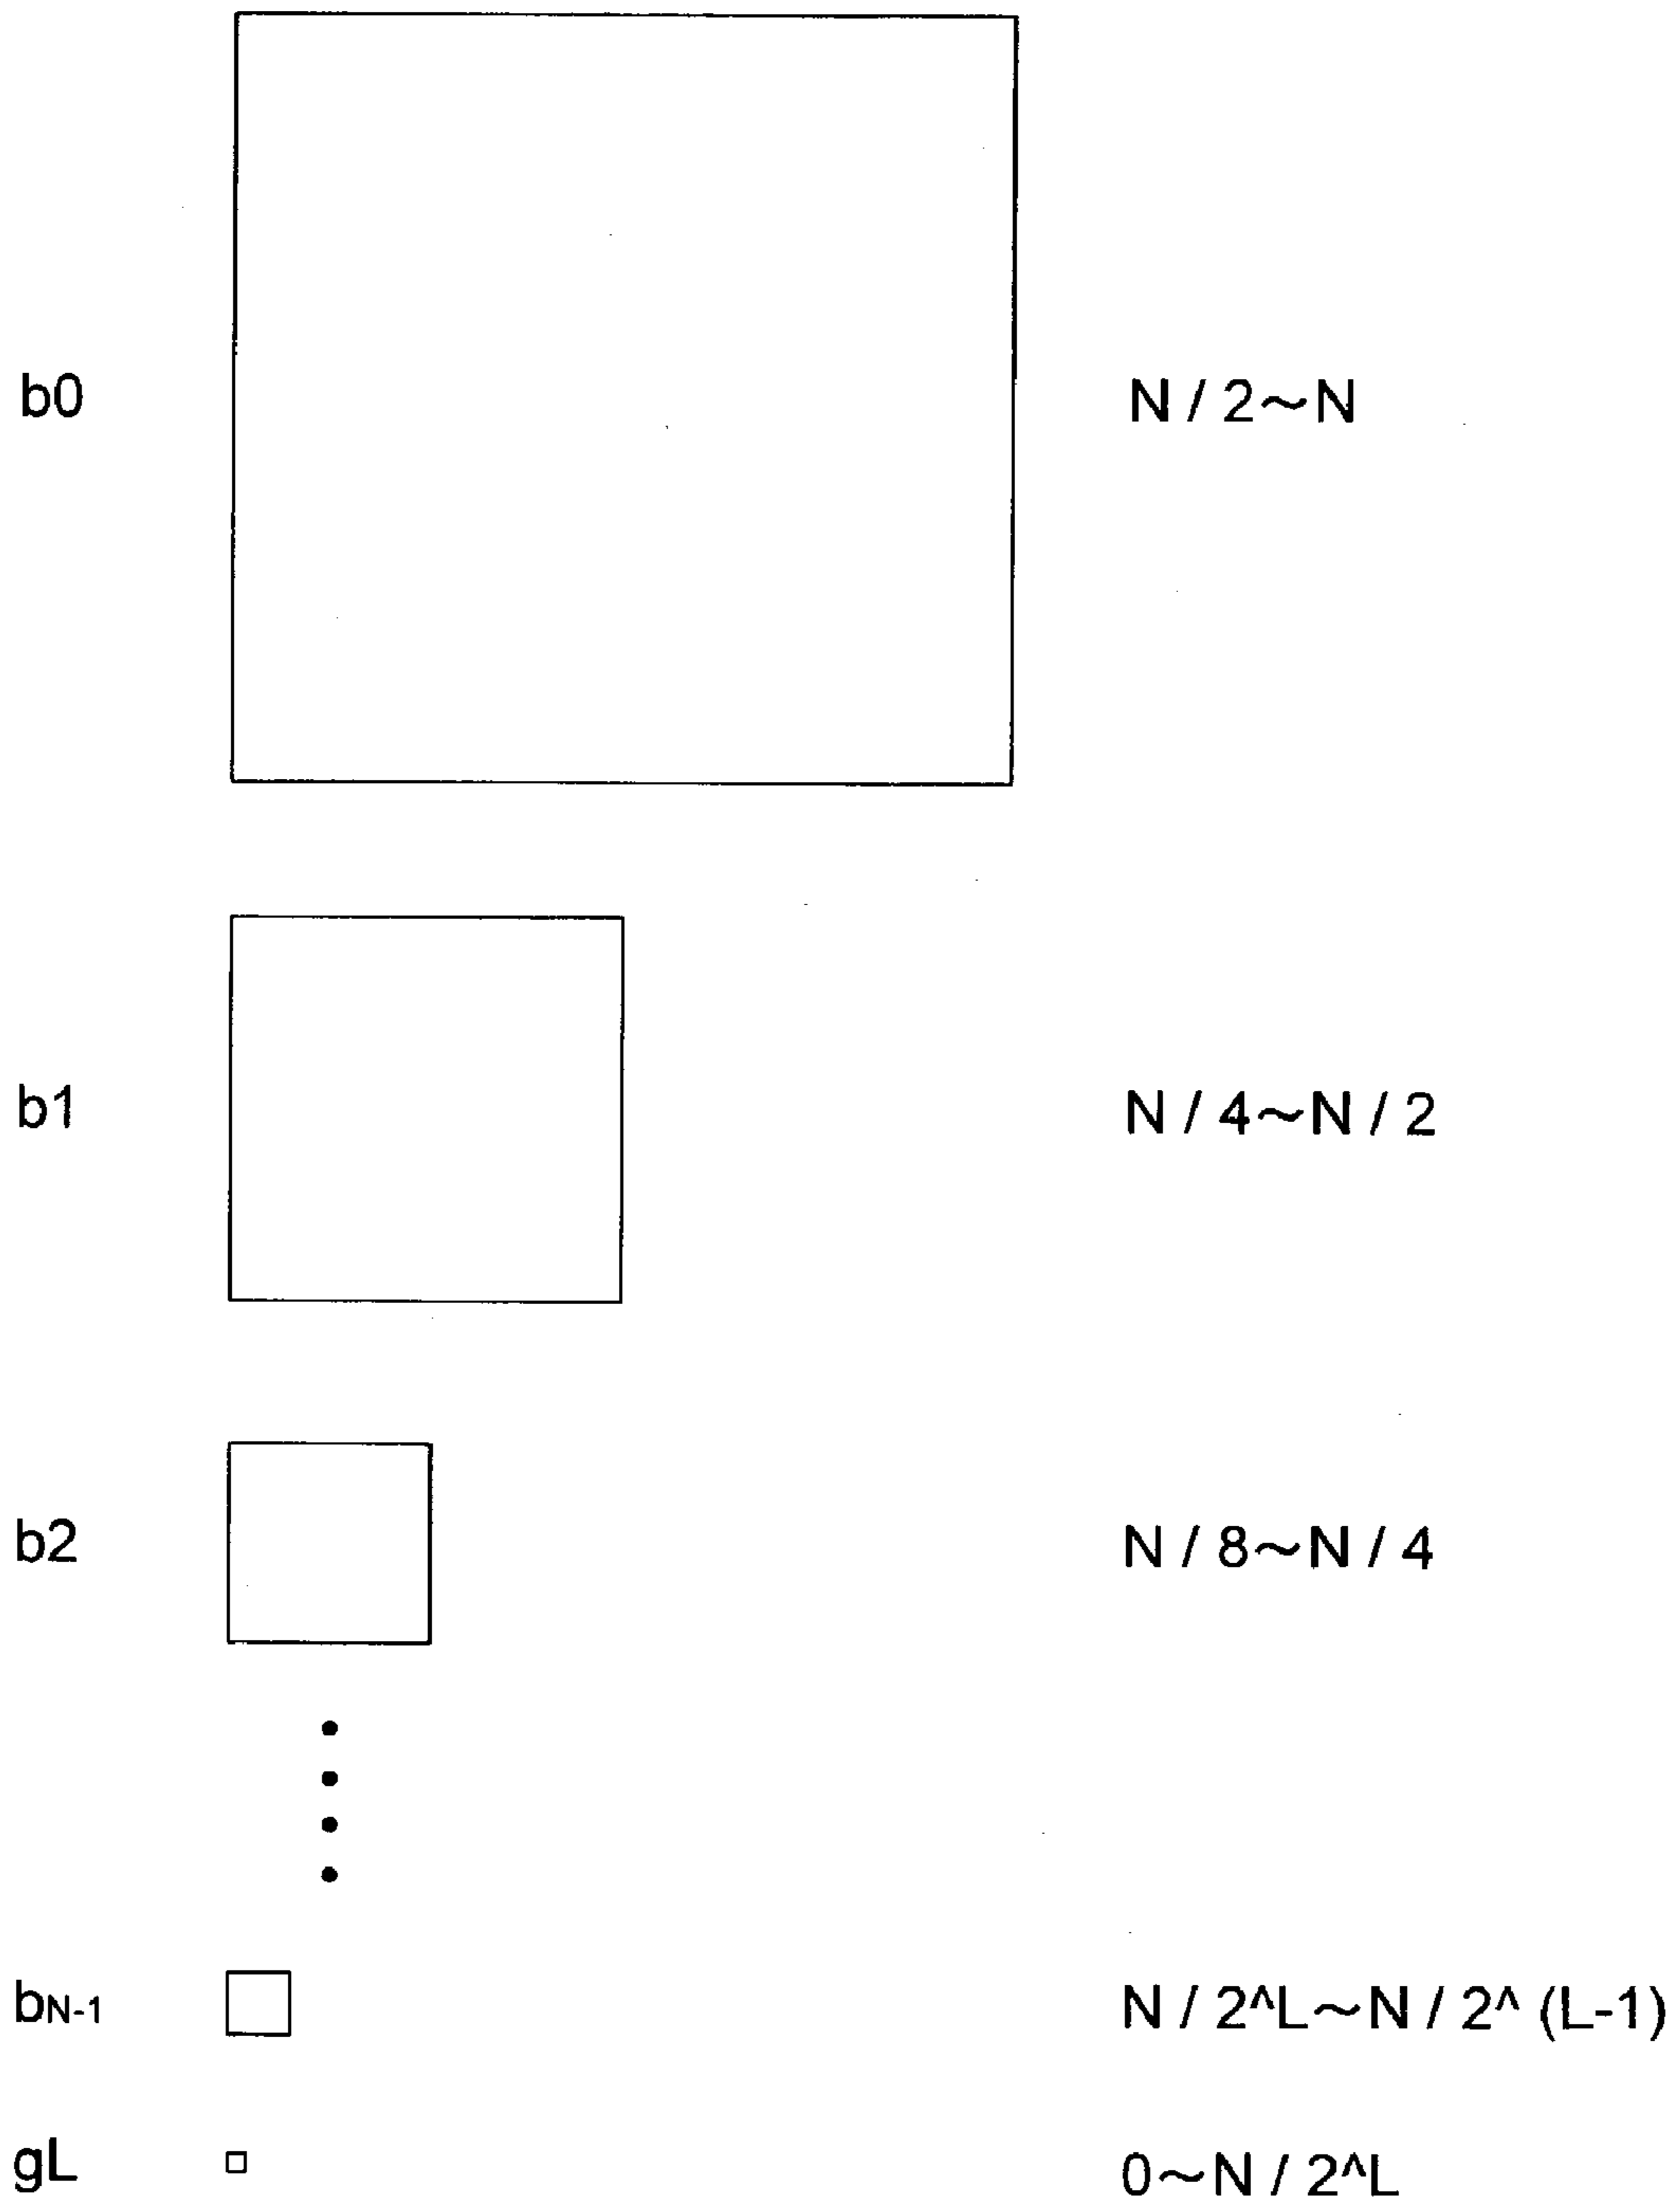 b0 N / 2～N
b1 N / 4～N / 2
b2 N / 8～N / 4
bN-1 N / 2^L～N / 2^ (L-1)
gL 0～N / 2^L